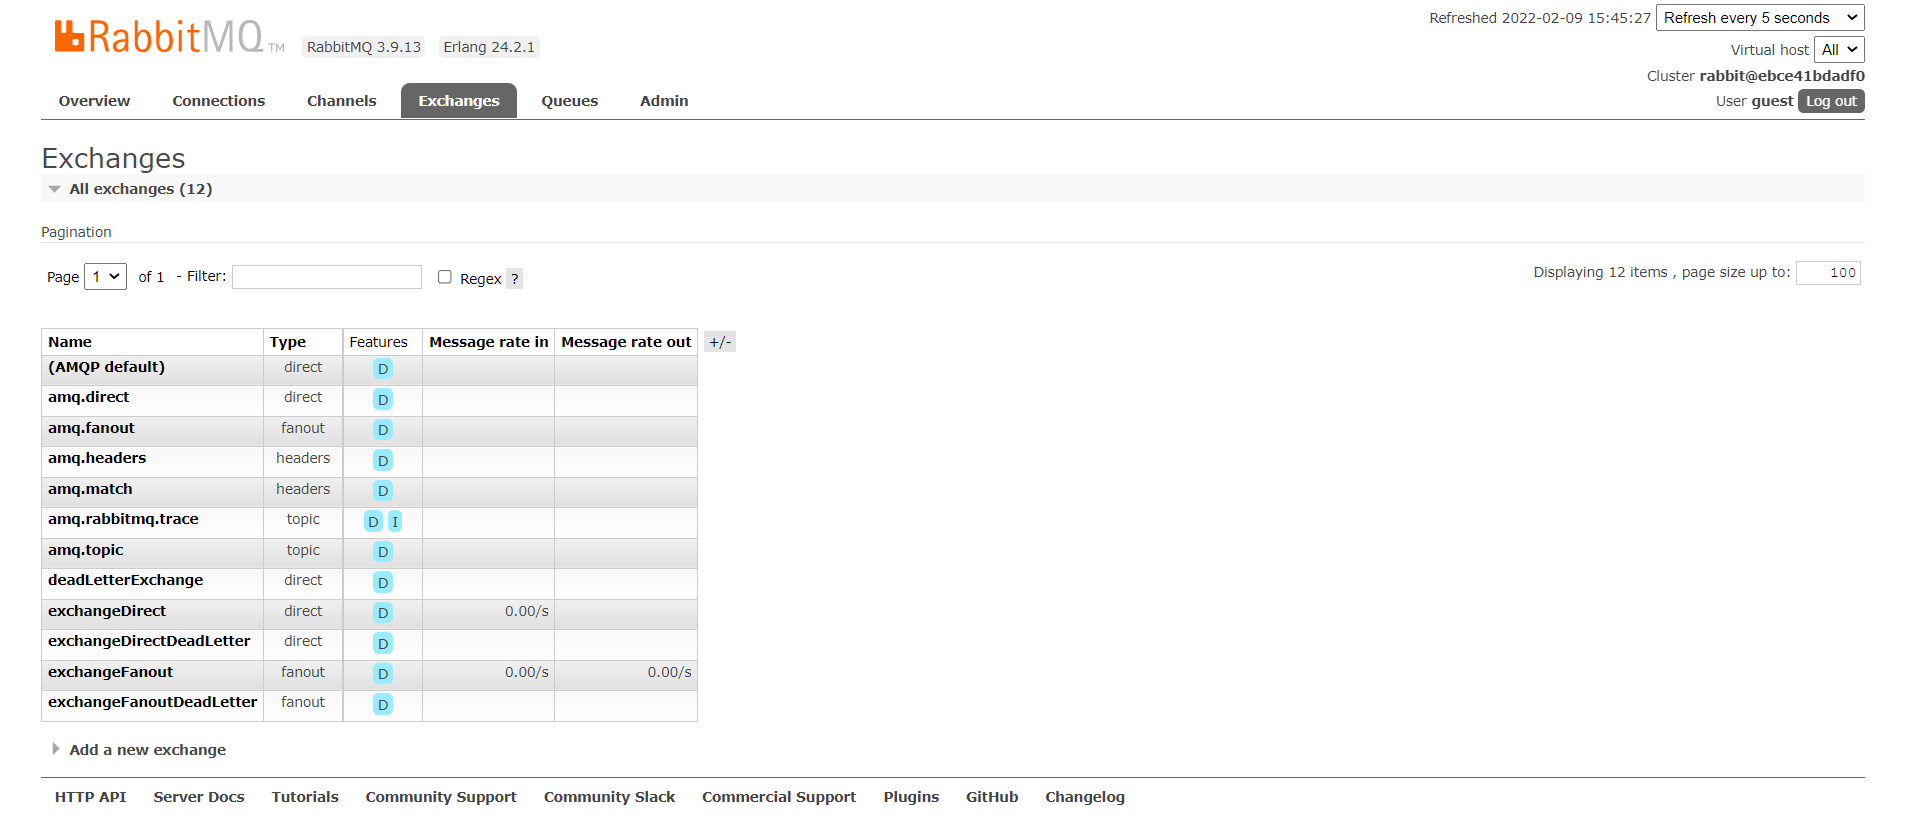 RabbitMQ TM RabbitMQ 3.9.13 Erlang 24.2.1
Refreshed 2022-02-09 15:45:27 Refresh every 5 seconds
Virtual host All
Cluster rabbit@ebce41bdadf0
User guest Log out
Overview Connections Channels Exchanges Queues Admin
Exchanges
All exchanges (12)
Pagination
Page 1 of 1 - Filter: Regex ?
Displaying 12 items , page size up to: 100
Name Type Features Message rate in Message rate out +/-
(AMQP default) direct D
amq.direct direct D
amq.fanout fanout D
amq.headers headers D
amq.match headers D
amq.rabbitmq.trace topic D I
amq.topic topic D
deadLetterExchange direct D
exchangeDirect direct D 0.00/s
exchangeDirectDeadLetter direct D
exchangeFanout fanout D 0.00/s 0.00/s
exchangeFanoutDeadLetter fanout D
Add a new exchange
HTTP API Server Docs Tutorials Community Support Community Slack Commercial Support Plugins GitHub Changelog